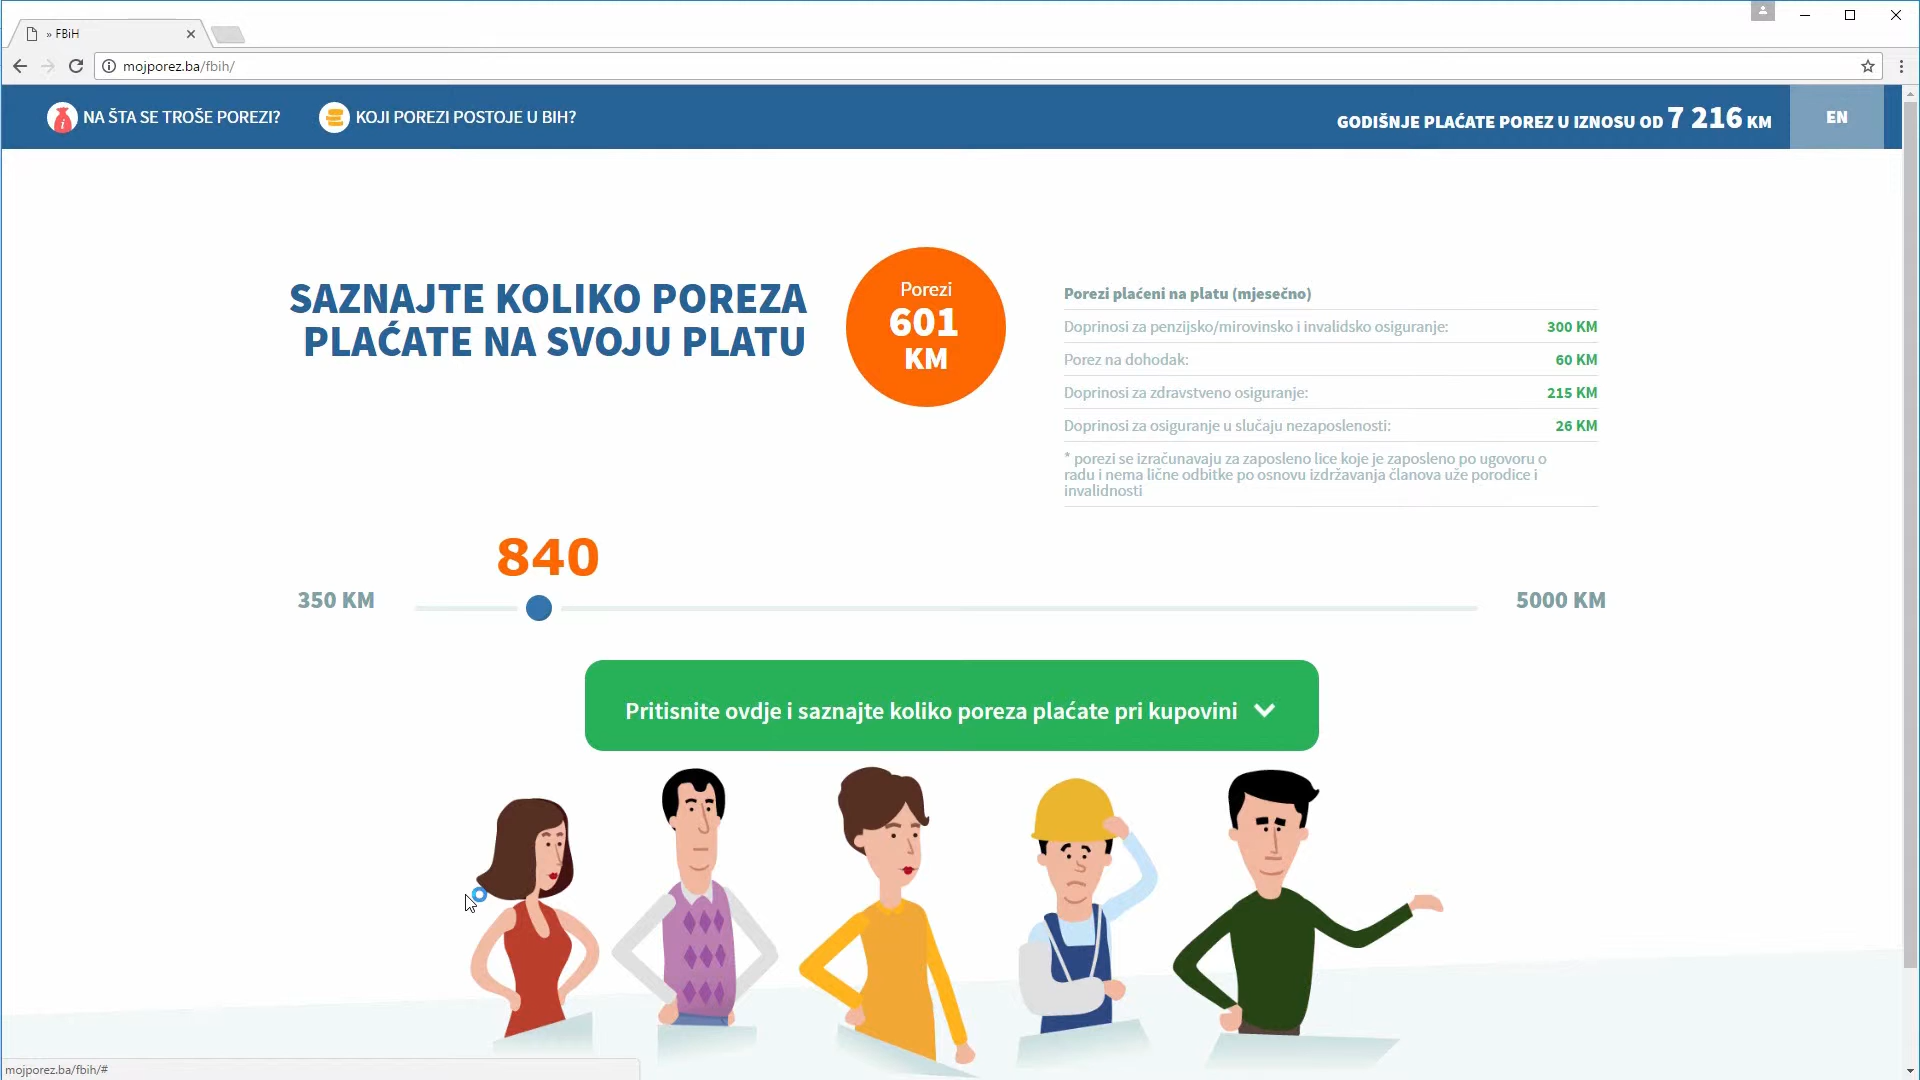 » FBiH
mojporez.ba/fbih/
NA ŠTA SE TROŠE POREZI?
KOJI POREZI POSTOJE U BIH?
GODIŠNJE PLAĆATE POREZ U IZNOSU OD 7 216 KM
EN
SAZNAJTE KOLIKO POREZA
PLAĆATE NA SVOJU PLATU
Porezi
601
KM
Porezi plaćeni na platu (mjesečno)
Doprinosi za penzijsko/mirovinsko i invalidsko osiguranje: 300 KM
Porez na dohodak: 60 KM
Doprinosi za zdravstveno osiguranje: 215 KM
Doprinosi za osiguranje u slučaju nezaposlenosti: 26 KM
* porezi se izračunavaju za zaposleno lice koje je zaposleno po ugovoru o
radu i nema lične odbitke po osnovu izdržavanja članova uže porodice i
invalidnosti
840
350 KM
5000 KM
Pritisnite ovdje i saznajte koliko poreza plaćate pri kupovini
mojporez.ba/fbih/#